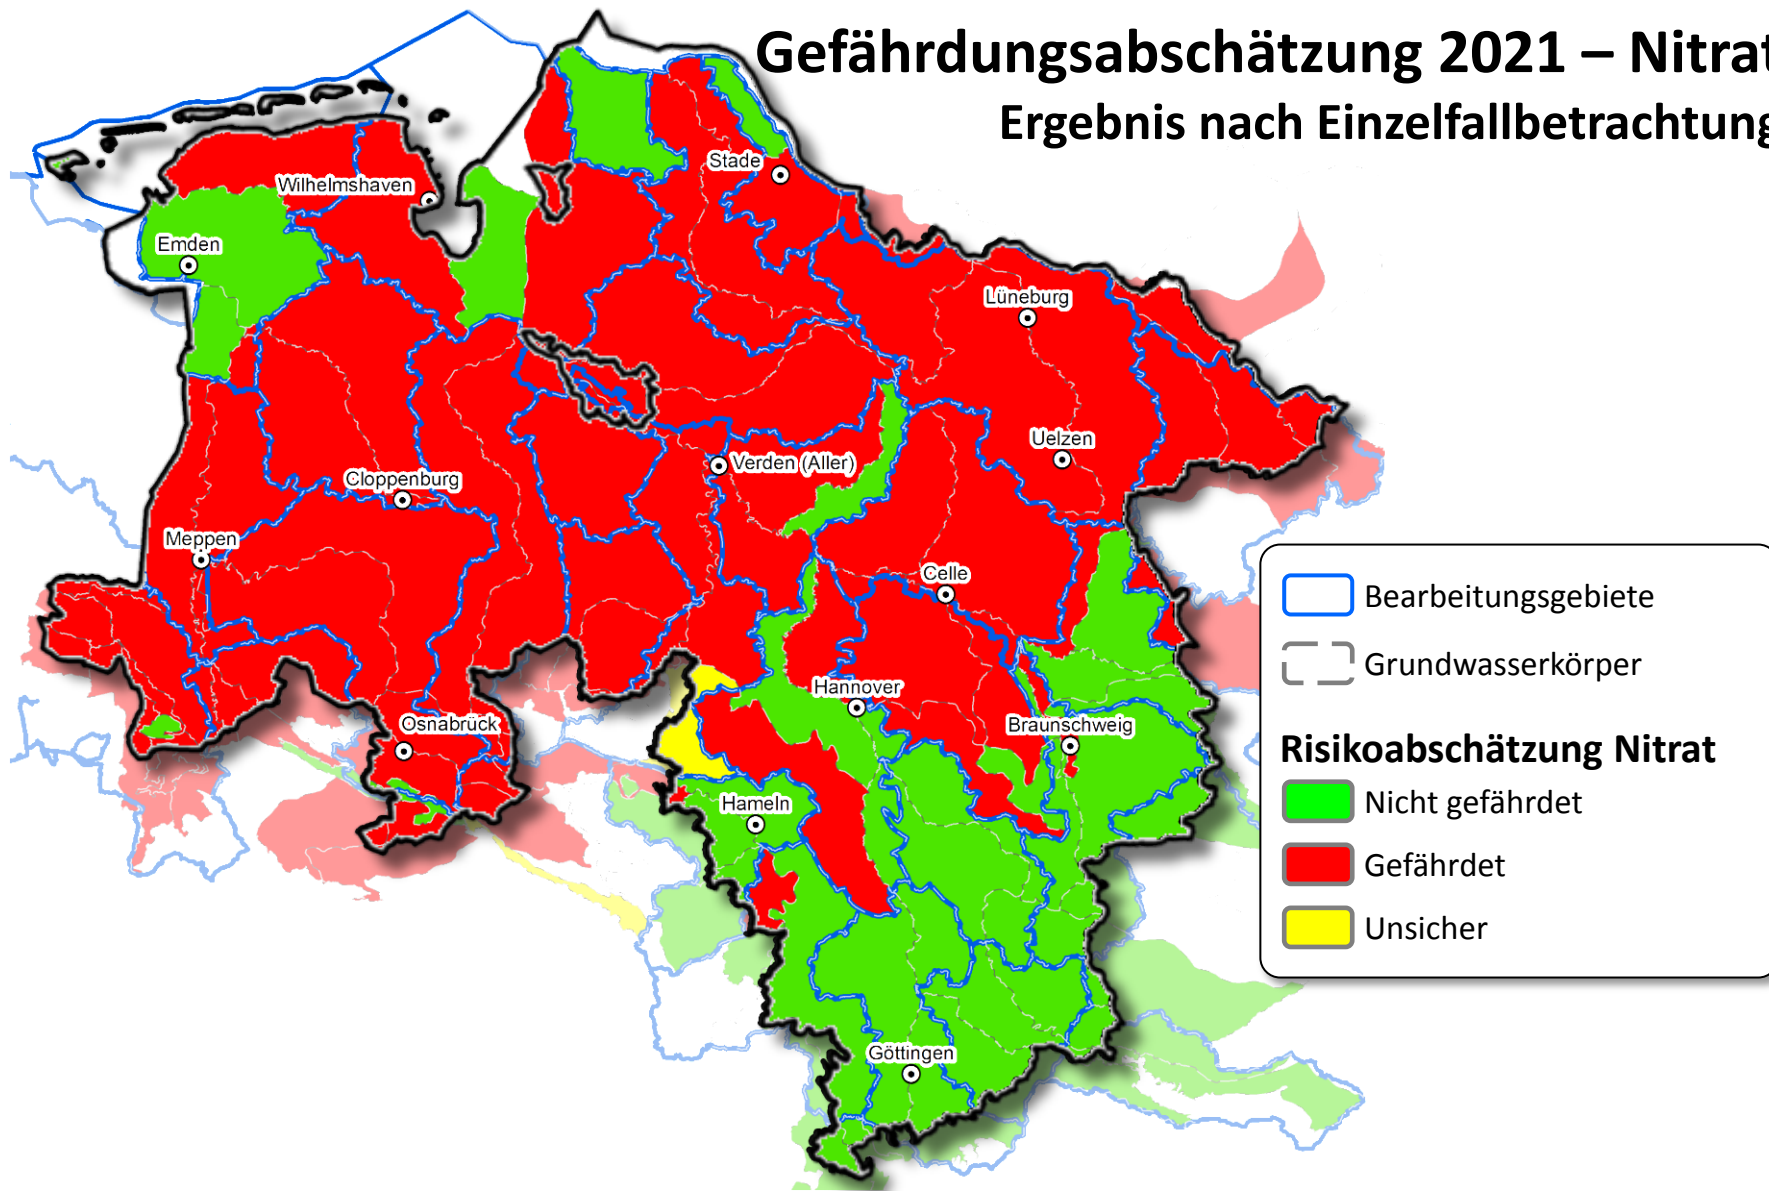 Gefährdungsabschätzung 2021 – Nitrat
Ergebnis nach Einzelfallbetrachtung
Stade
Wilhelmshaven
Emden
Lüneburg
Uelzen
Verden (Aller)
Cloppenburg
Meppen
Celle
Hannover
Osnabrück
Braunschweig
Hameln
Göttingen
Bearbeitungsgebiete
Grundwasserkörper
Risikoabschätzung Nitrat
Nicht gefährdet
Gefährdet
Unsicher